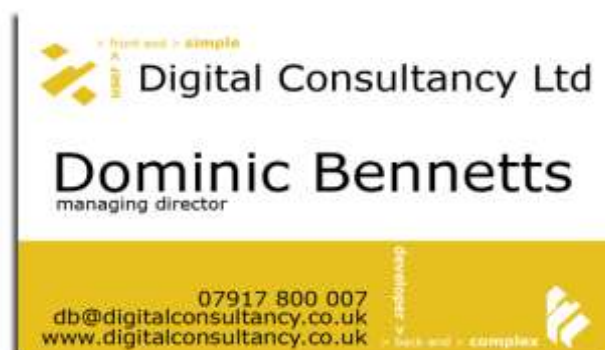 > front end > simple
user >
Digital Consultancy Ltd
Dominic Bennetts
managing director
07917 800 007
db@digitalconsultancy.co.uk
www.digitalconsultancy.co.uk
developer >
> back end > complex